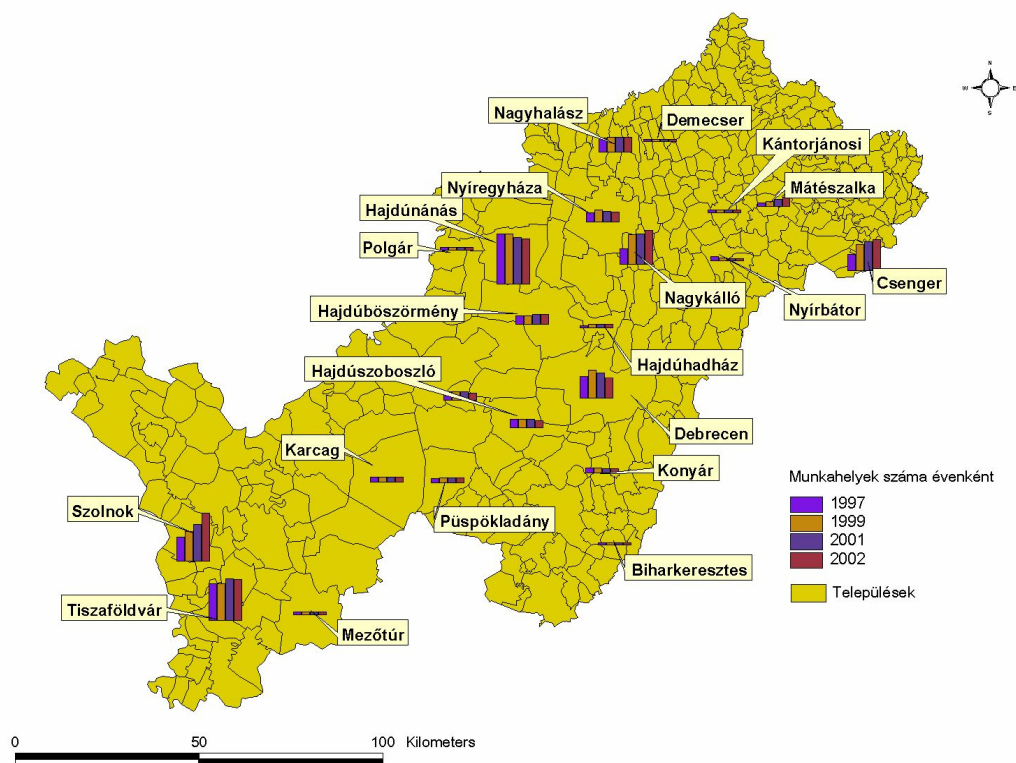 N
W E
S
Nagyhalász
Demecser
Kántorjánosi
Nyíregyháza
Mátészalka
Hajdúnánás
Polgár
Csenger
Nagykálló
Nyírbátor
Hajdúböszörmény
Hajdúhadház
Hajdúszoboszló
Debrecen
Karcag
Konyár
Szolnok
Püspökladány
Biharkeresztes
Tiszaföldvár
Mezőtúr
Munkahelyek száma évenként
1997
1999
2001
2002
Települések
0 50 100 Kilometers